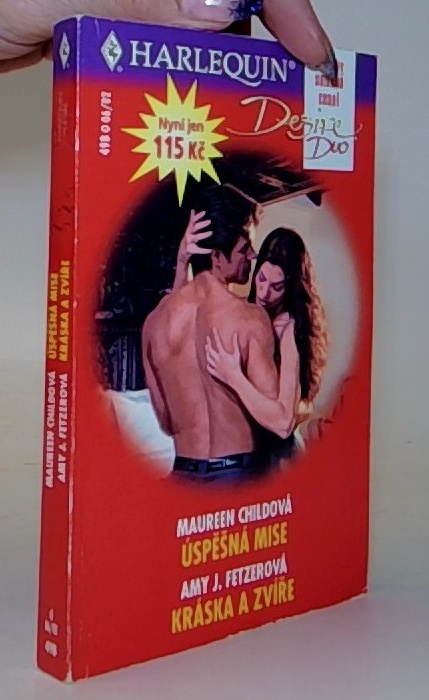 HARLEQUIN®
Desire
Duo
Nyní jen
115 Kč
MAUREEN CHILDOVÁ
ÚSPĚŠNÁ MISE
AMY J. FETZEROVÁ
KRÁSKA A ZVÍŘE
MAUREEN CHILDOVÁ ÚSPĚŠNÁ MISE
AMY J. FETZEROVÁ KRÁSKA A ZVÍŘE